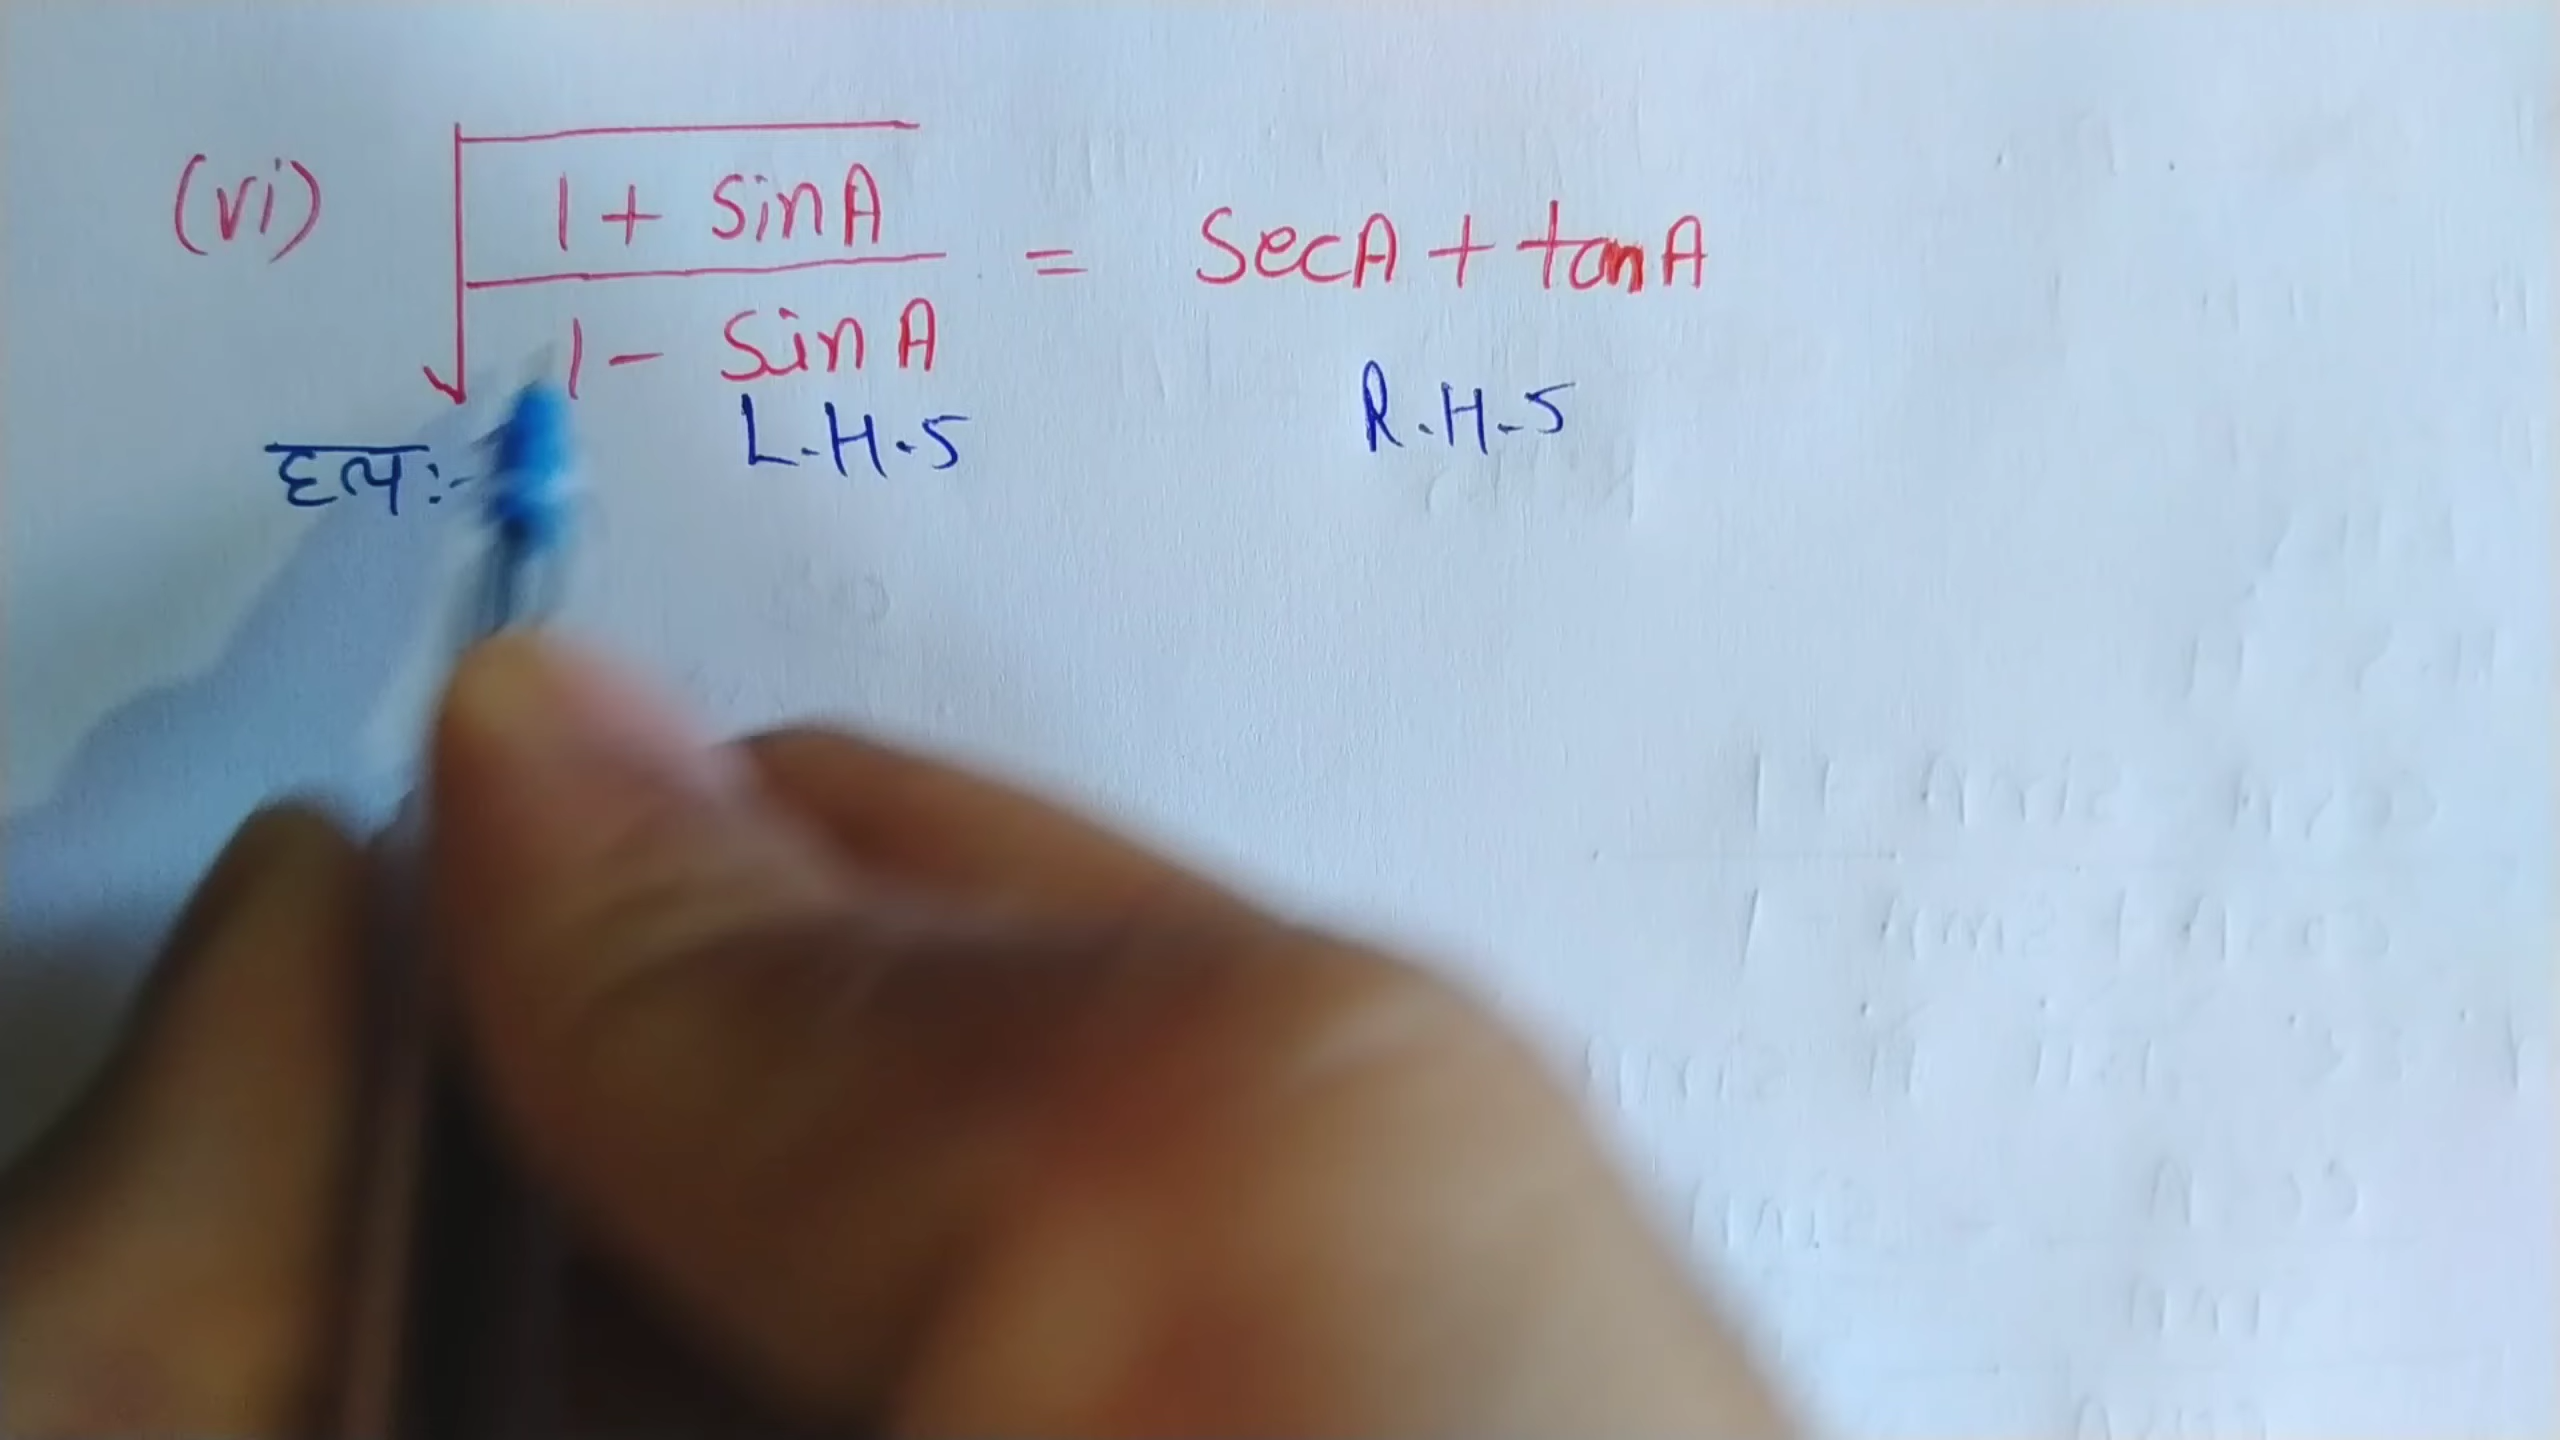 (vi) √(1 + sinA / 1 - sinA) = secA + tanA
L.H.S R.H.S
हल:-